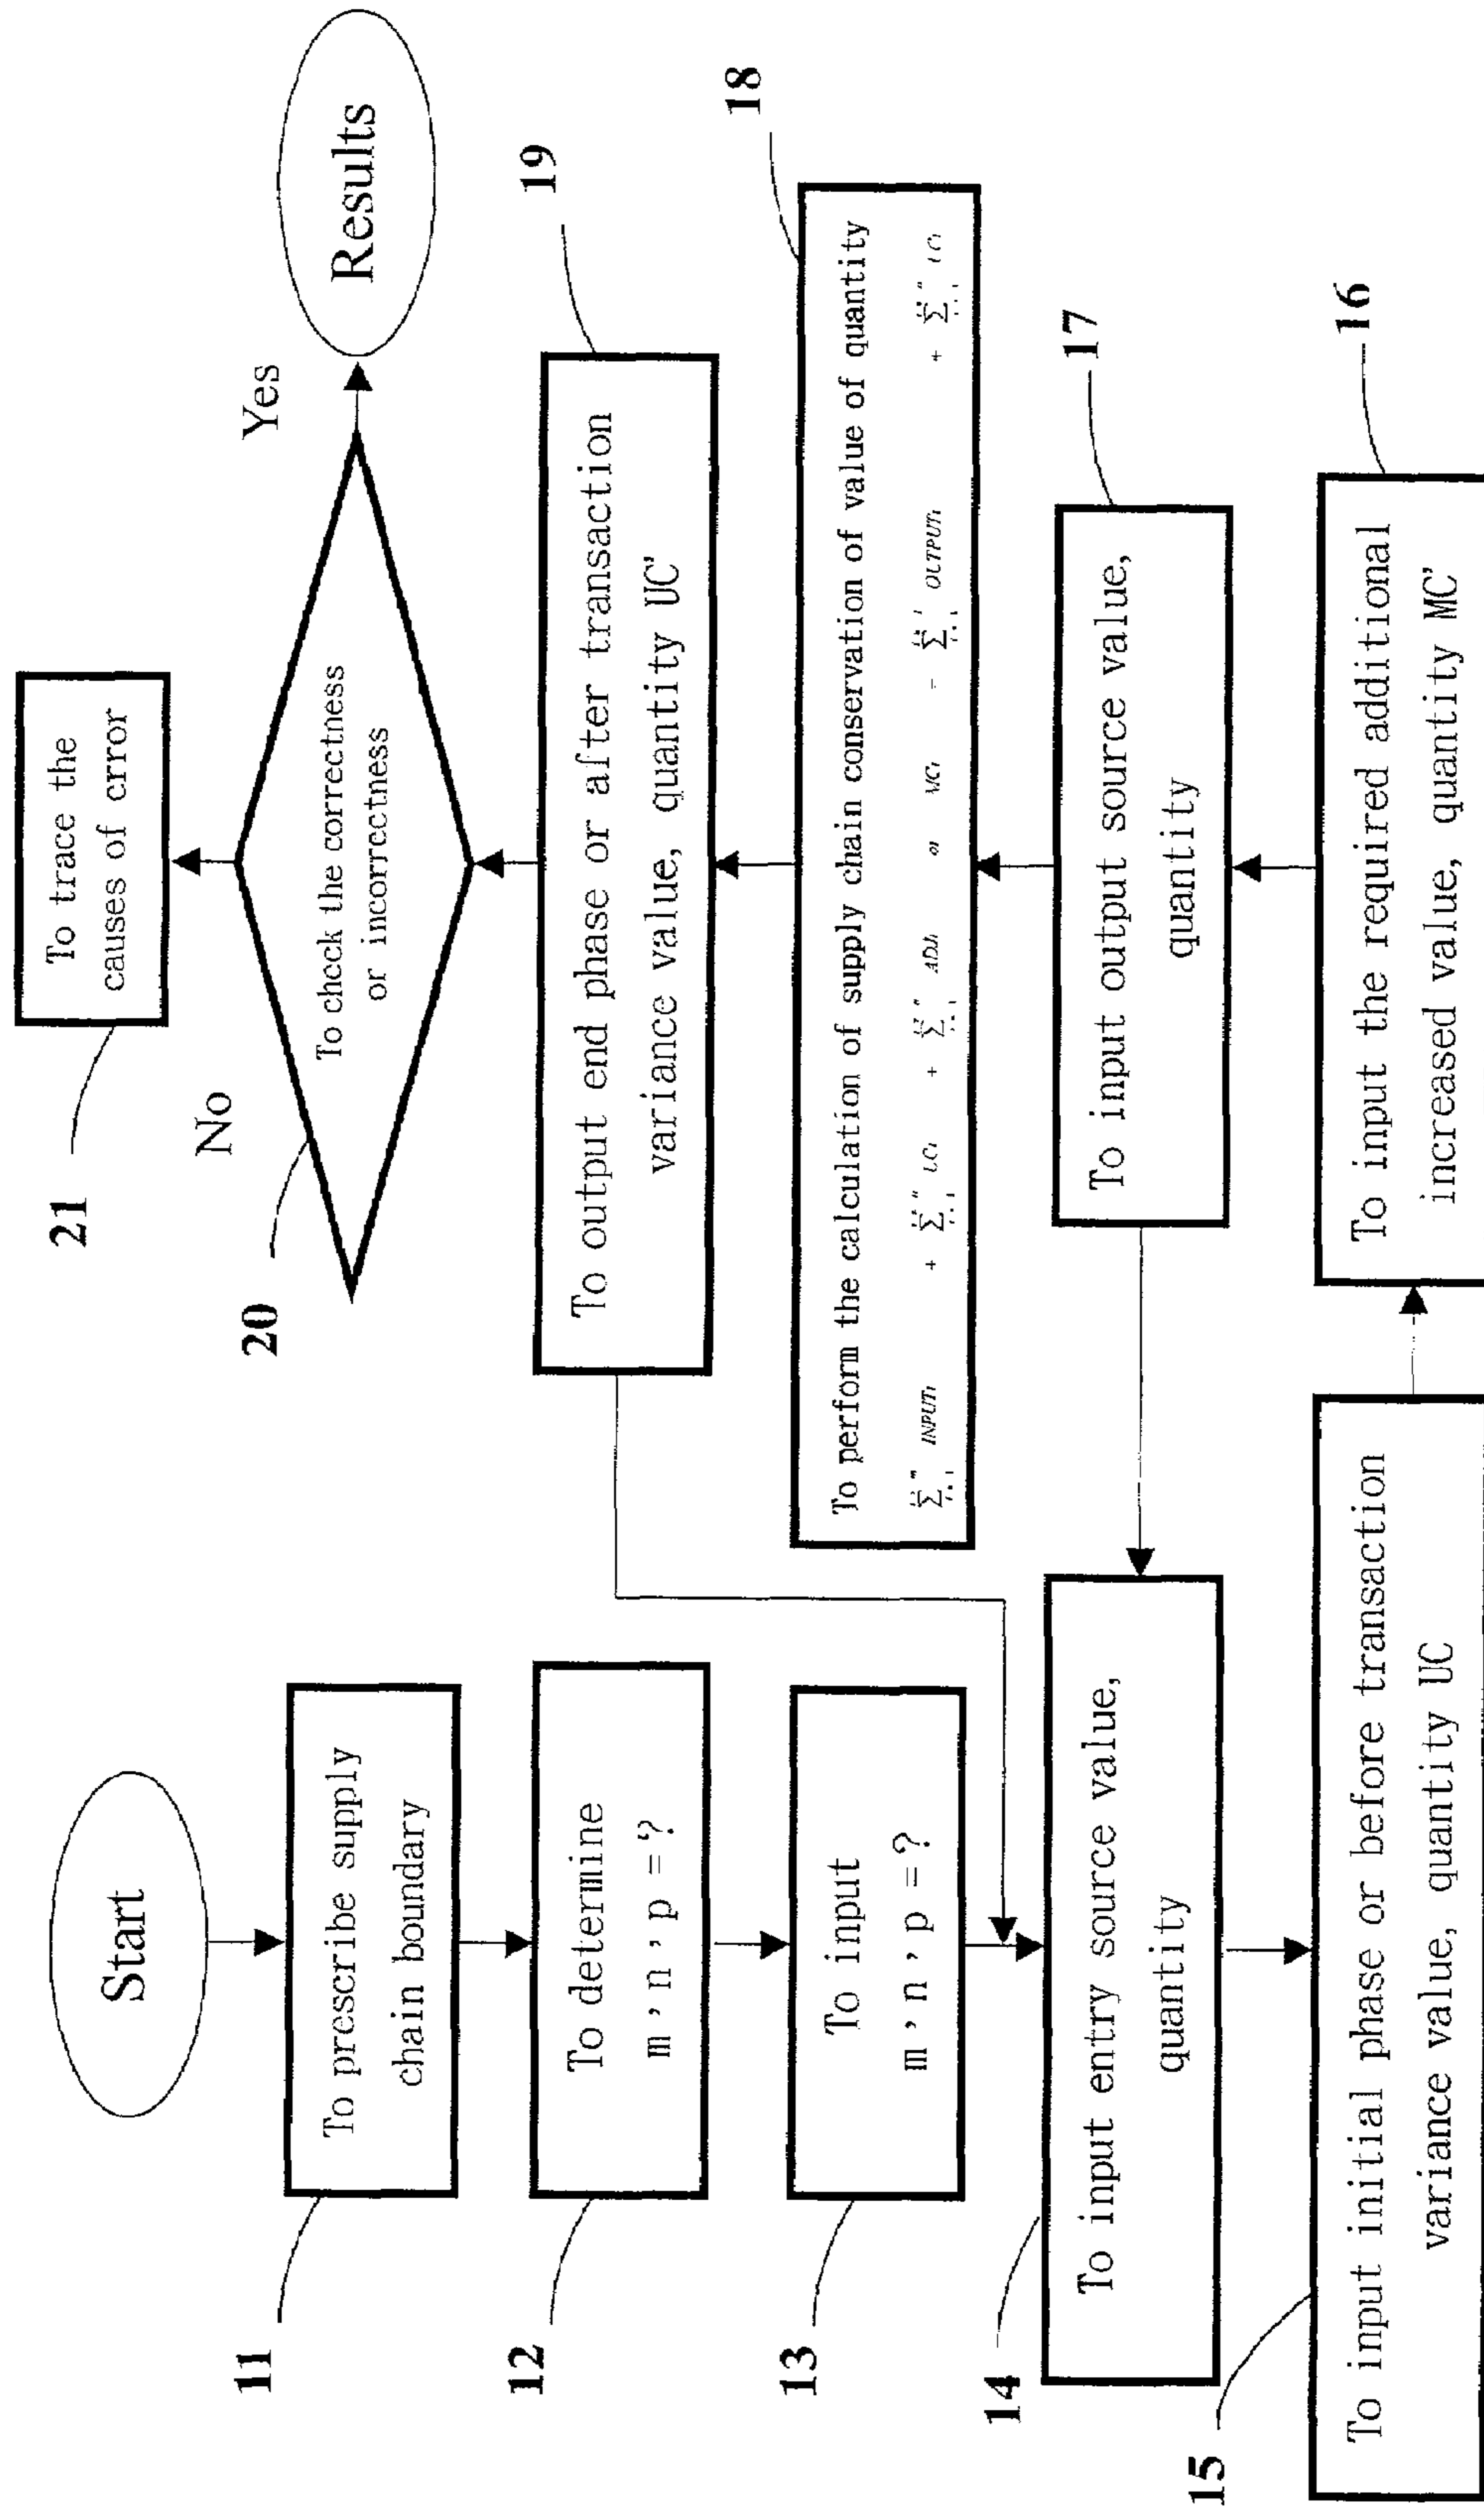 Start
11
To prescribe supply
chain boundary
12
To determine
m , n , p = ?
13
To input
m , n , p = ?
14
To input entry source value,
quantity
15
To input initial phase or before transaction
variance value, quantity UC
16
To input the required additional
increased value, quantity MC'
17
To input output source value,
quantity
18
To perform the calculation of supply chain conservation of value of quantity
INPUT + + ADJ or MC - OUTPUT +
19
To output end phase or after transaction
variance value, quantity UC'
20
To check the correctness
or incorrectness
Yes
Results
No
21
To trace the
causes of error